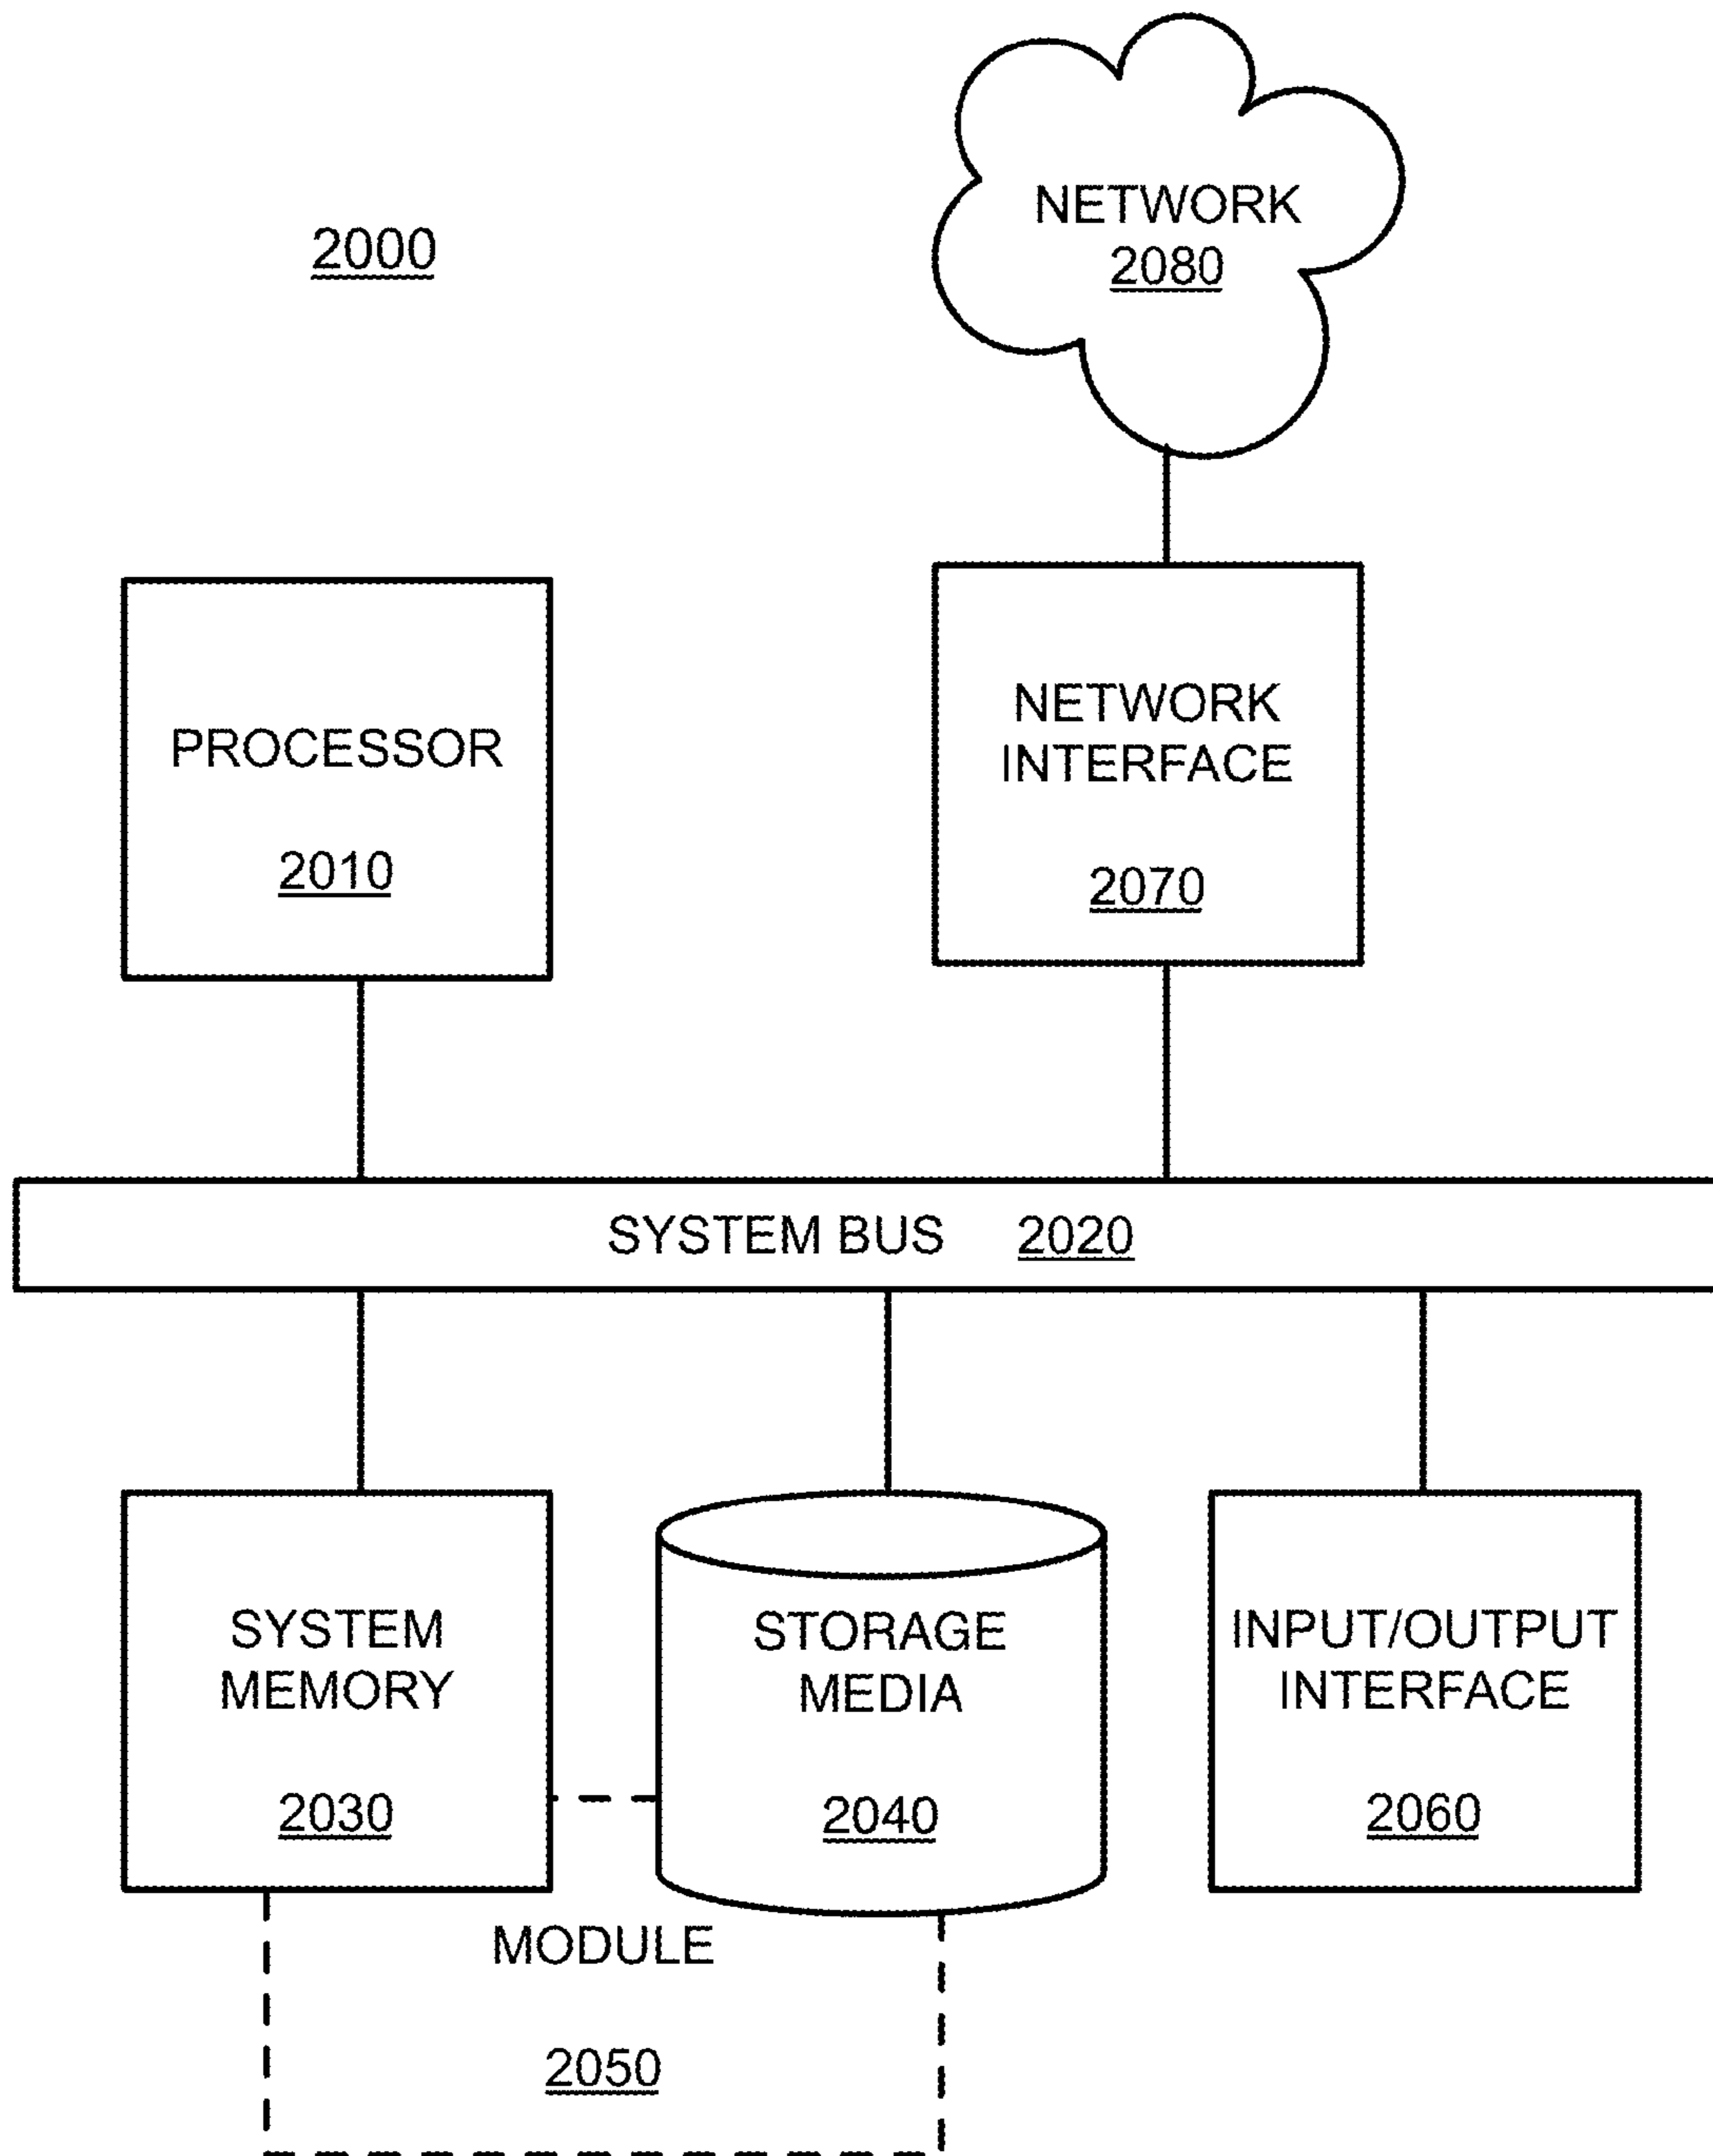 2000
NETWORK
2080
PROCESSOR
2010
NETWORK
INTERFACE
2070
SYSTEM BUS 2020
SYSTEM
MEMORY
2030
STORAGE
MEDIA
2040
INPUT/OUTPUT
INTERFACE
2060
MODULE
2050